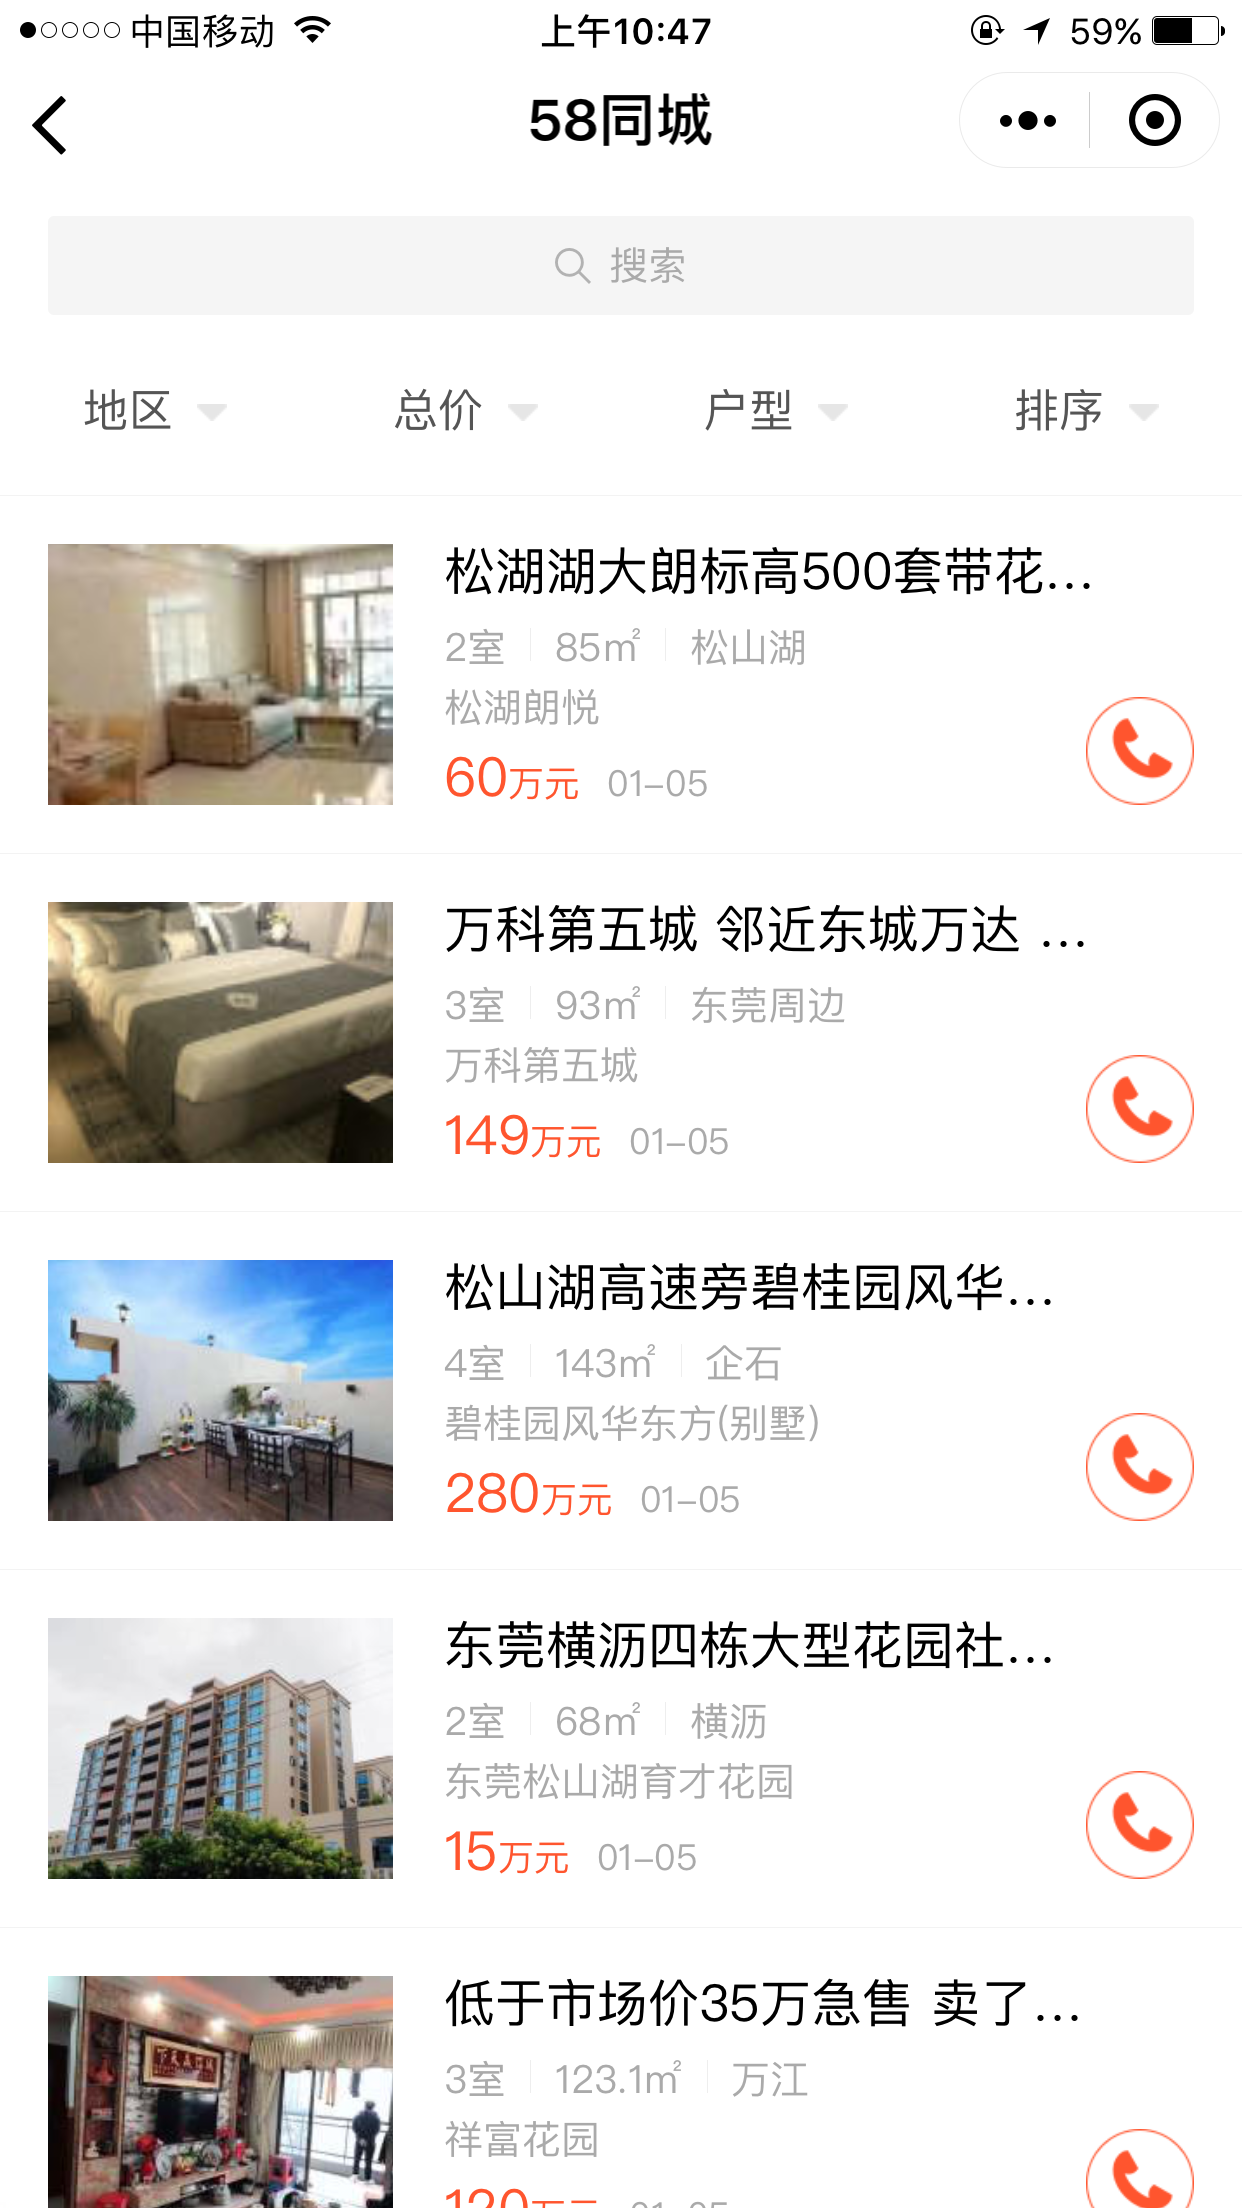 中国移动 上午10:47 59%
58同城
搜索
地区 总价 户型 排序
松湖湖大朗标高500套带花...
2室 85㎡ 松山湖
松湖朗悦
60万元 01-05
万科第五城 邻近东城万达 ...
3室 93㎡ 东莞周边
万科第五城
149万元 01-05
松山湖高速旁碧桂园风华...
4室 143㎡ 企石
碧桂园风华东方(别墅)
280万元 01-05
东莞横沥四栋大型花园社...
2室 68㎡ 横沥
东莞松山湖育才花园
15万元 01-05
低于市场价35万急售 卖了...
3室 123.1㎡ 万江
祥富花园
120万元 01-05